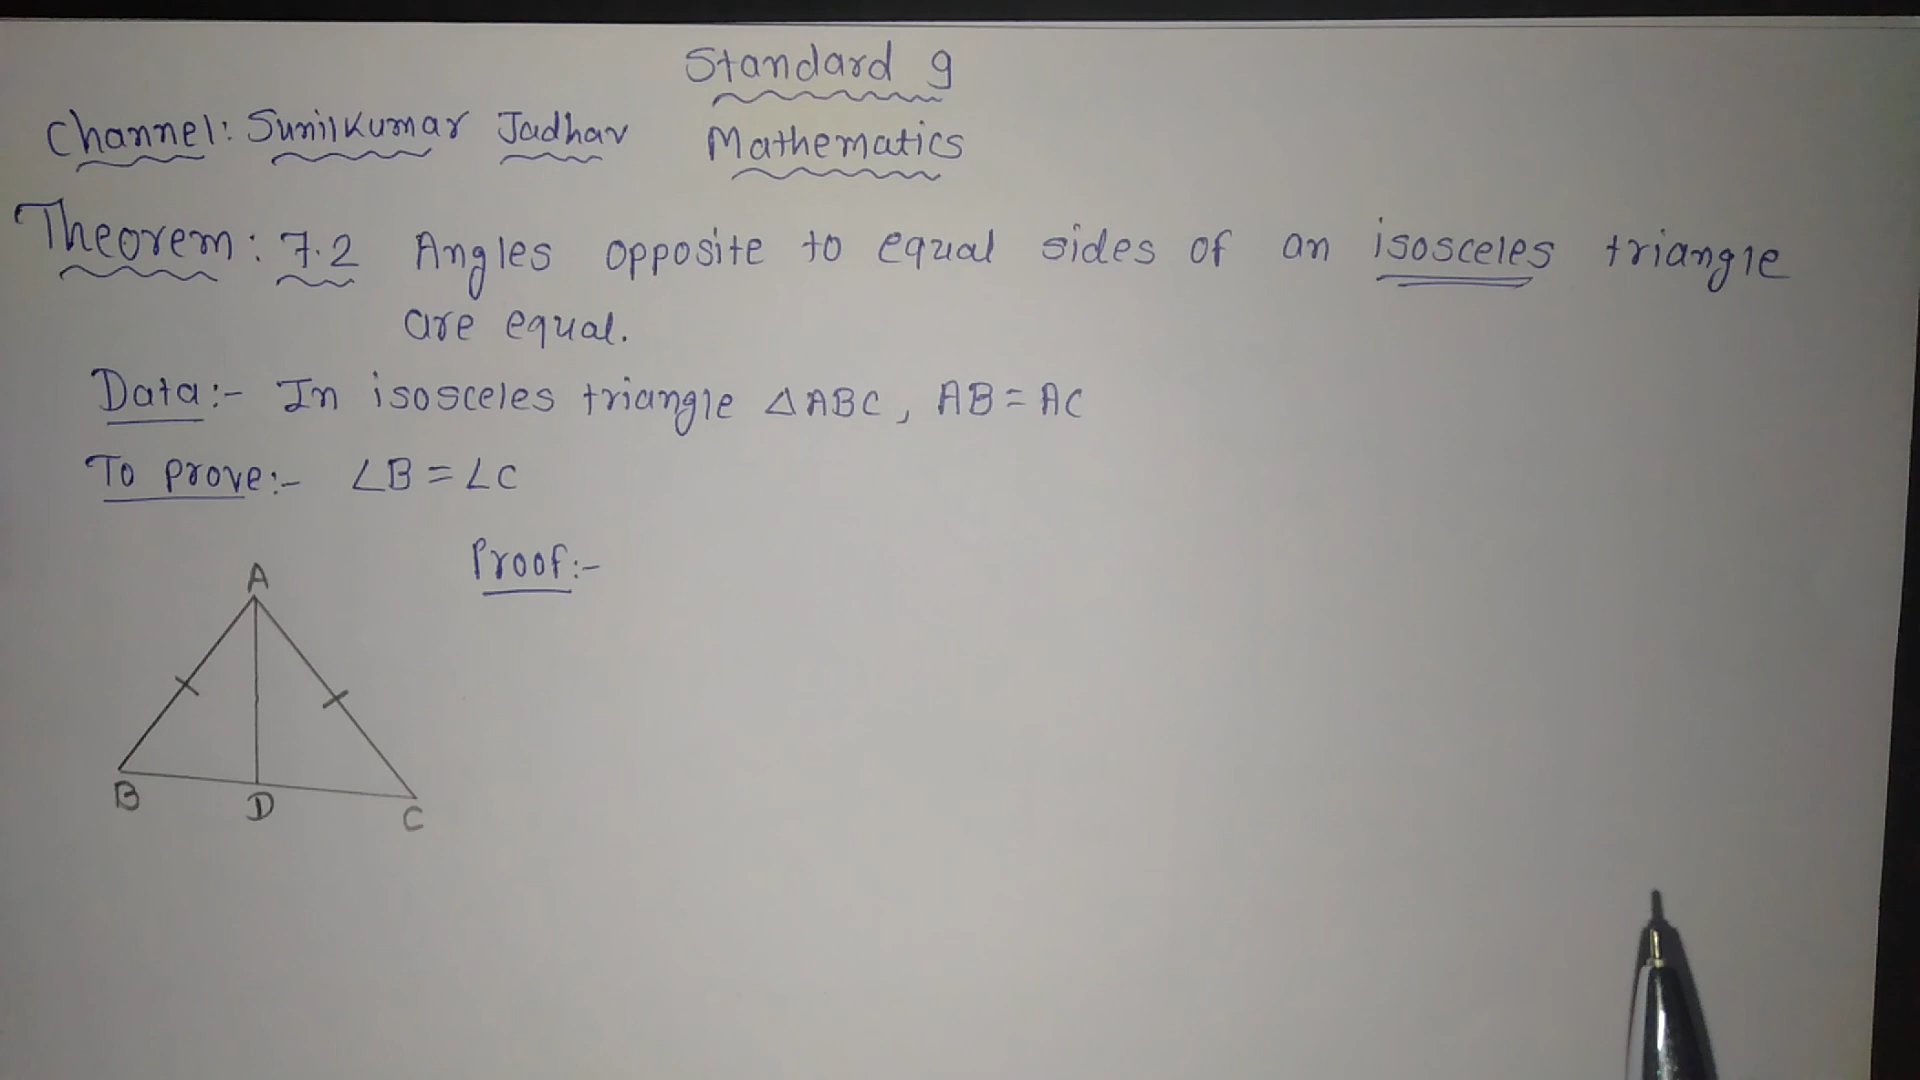 Standard 9
Channel: Sunilkumar Jadhav Mathematics
Theorem: 7.2 Angles opposite to equal sides of an isosceles triangle
are equal.
Data:- In isosceles triangle △ABC, AB = AC
To prove:- ∠B = ∠C
Proof:-
A
B
D
C